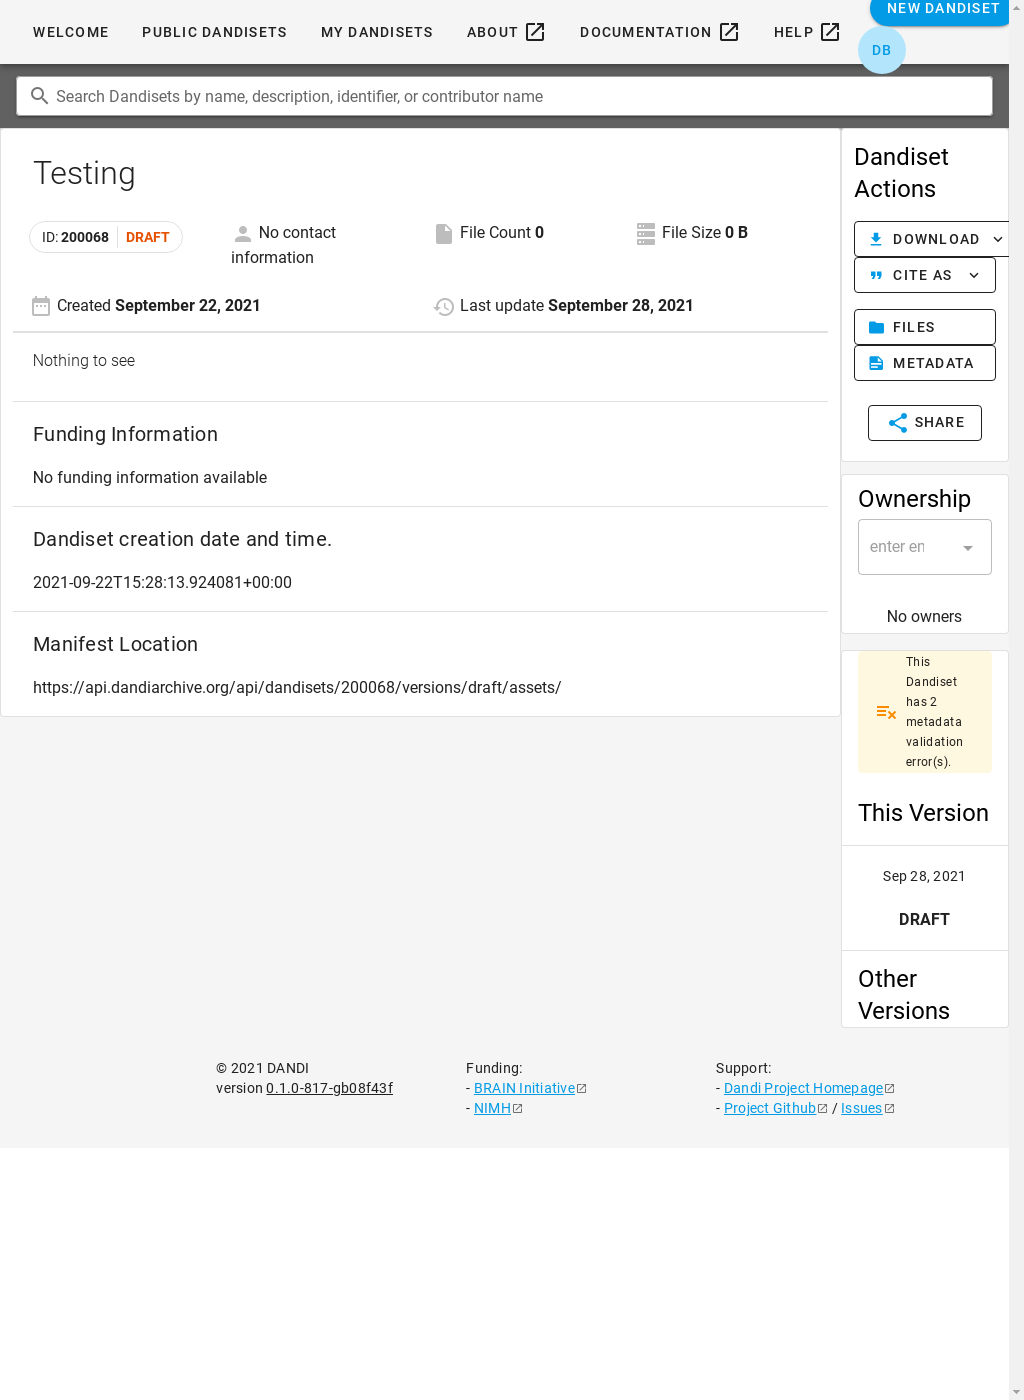 WELCOME PUBLIC DANDISETS MY DANDISETS ABOUT DOCUMENTATION HELP NEW DANDISET
DB
Search Dandisets by name, description, identifier, or contributor name
Testing
ID: 200068 DRAFT
No contact information
File Count 0
File Size 0 B
Created September 22, 2021
Last update September 28, 2021
Nothing to see
Funding Information
No funding information available
Dandiset creation date and time.
2021-09-22T15:28:13.924081+00:00
Manifest Location
https://api.dandiarchive.org/api/dandisets/200068/versions/draft/assets/
Dandiset
Actions
DOWNLOAD
CITE AS
FILES
METADATA
SHARE
Ownership
enter en
No owners
This
Dandiset
has 2
metadata
validation
error(s).
This Version
Sep 28, 2021
DRAFT
Other
Versions
© 2021 DANDI
version 0.1.0-817-gb08f43f
Funding:
- BRAIN Initiative
- NIMH
Support:
- Dandi Project Homepage
- Project Github / Issues